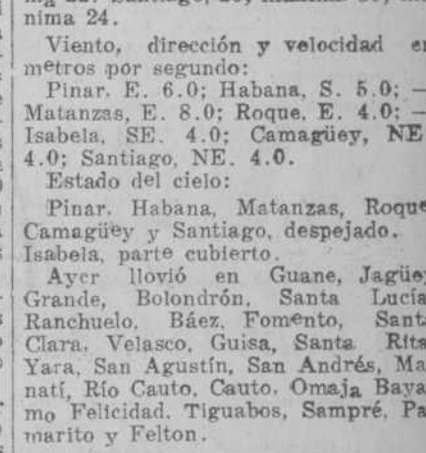 nima 24.
Viento, dirección y velocidad en
metros por segundo:
Pinar. E. 6.0; Habana, S. 5.0; —
Matanzas, E. 8.0; Roque, E. 4.0; —
Isabela, SE. 4.0; Camagüey, NE
4.0; Santiago, NE. 4.0.
Estado del cielo:
Pinar. Habana, Matanzas, Roque
Camagüey y Santiago, despejado.
Isabela, parte cubierto.
Ayer llovió en Guane, Jagüey
Grande, Bolondrón, Santa Lucía
Ranchuelo, Báez, Fomento, Santa
Clara, Velasco, Guisa, Santa Rita
Yara, San Agustín, San Andrés, Ma
natí, Río Cauto, Cauto. Omaja Baya
mo Felicidad. Tiguabos, Sampré, Pa
marito y Felton.